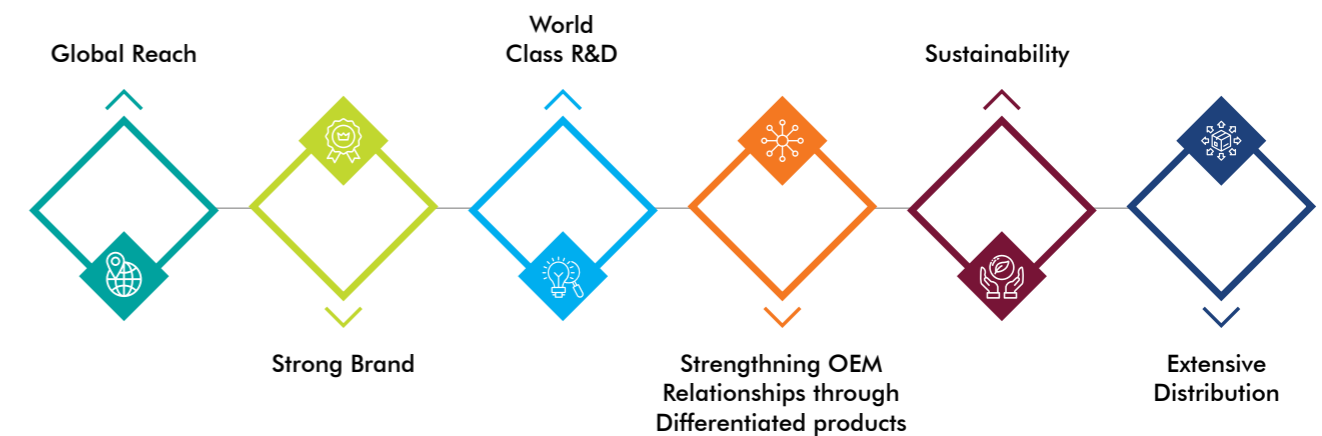 Global Reach
Strong Brand
World
Class R&D
Strengthning OEM
Relationships through
Differentiated products
Sustainability
Extensive
Distribution